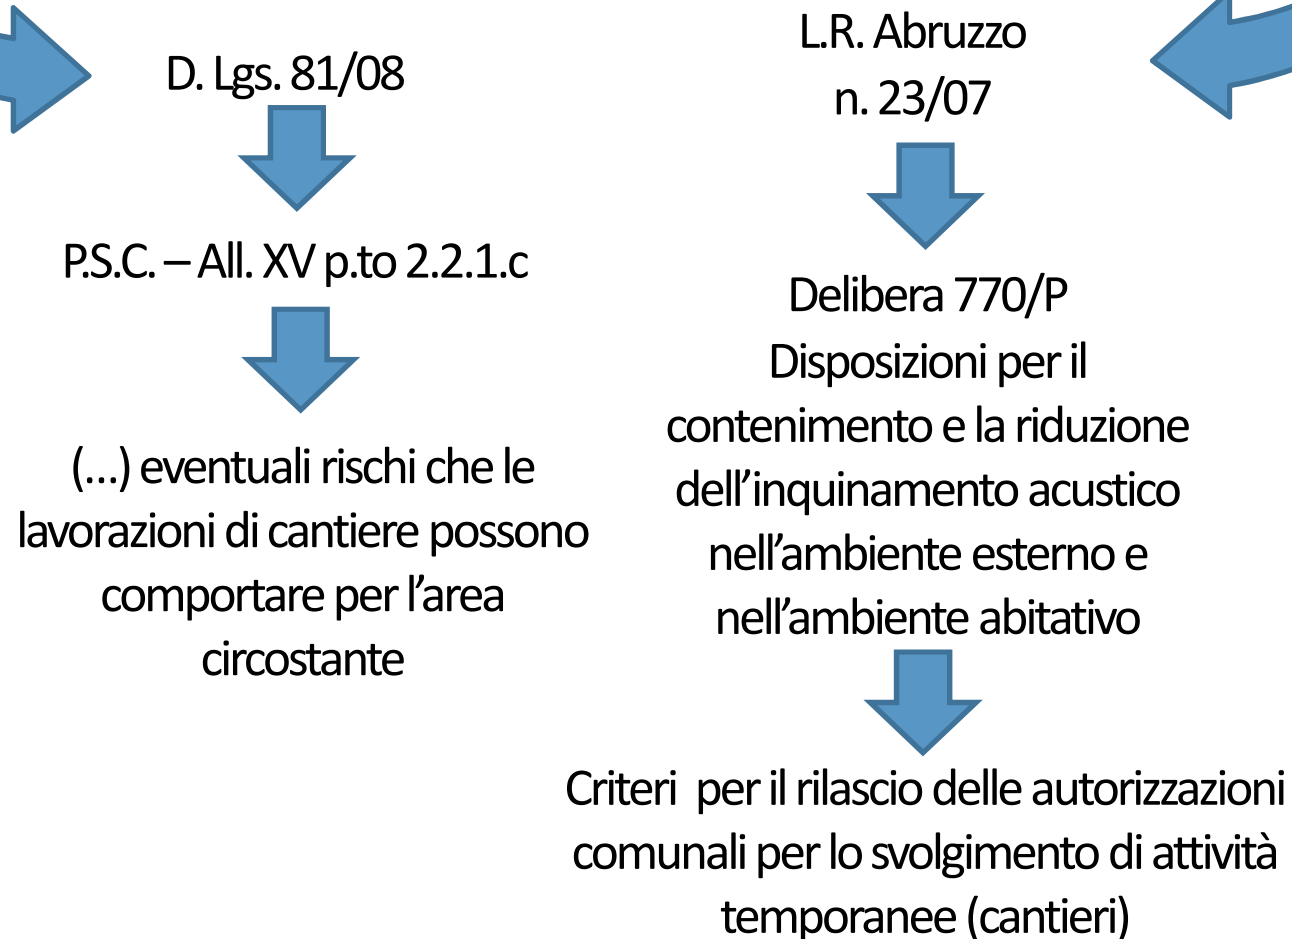 D. Lgs. 81/08
P.S.C. – All. XV p.to 2.2.1.c
(…) eventuali rischi che le
lavorazioni di cantiere possono
comportare per l’area
circostante
L.R. Abruzzo
n. 23/07
Delibera 770/P
Disposizioni per il
contenimento e la riduzione
dell’inquinamento acustico
nell’ambiente esterno e
nell’ambiente abitativo
Criteri per il rilascio delle autorizzazioni
comunali per lo svolgimento di attività
temporanee (cantieri)